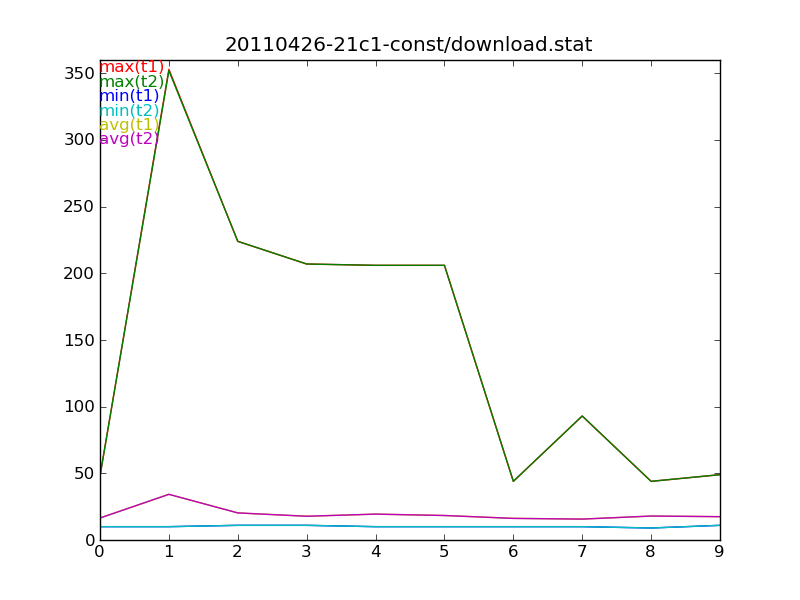 20110426-21c1-const/download.stat
350
300
250
200
150
100
50
0
max(t1)
max(t2)
min(t1)
min(t2)
avg(t1)
avg(t2)
0 1 2 3 4 5 6 7 8 9